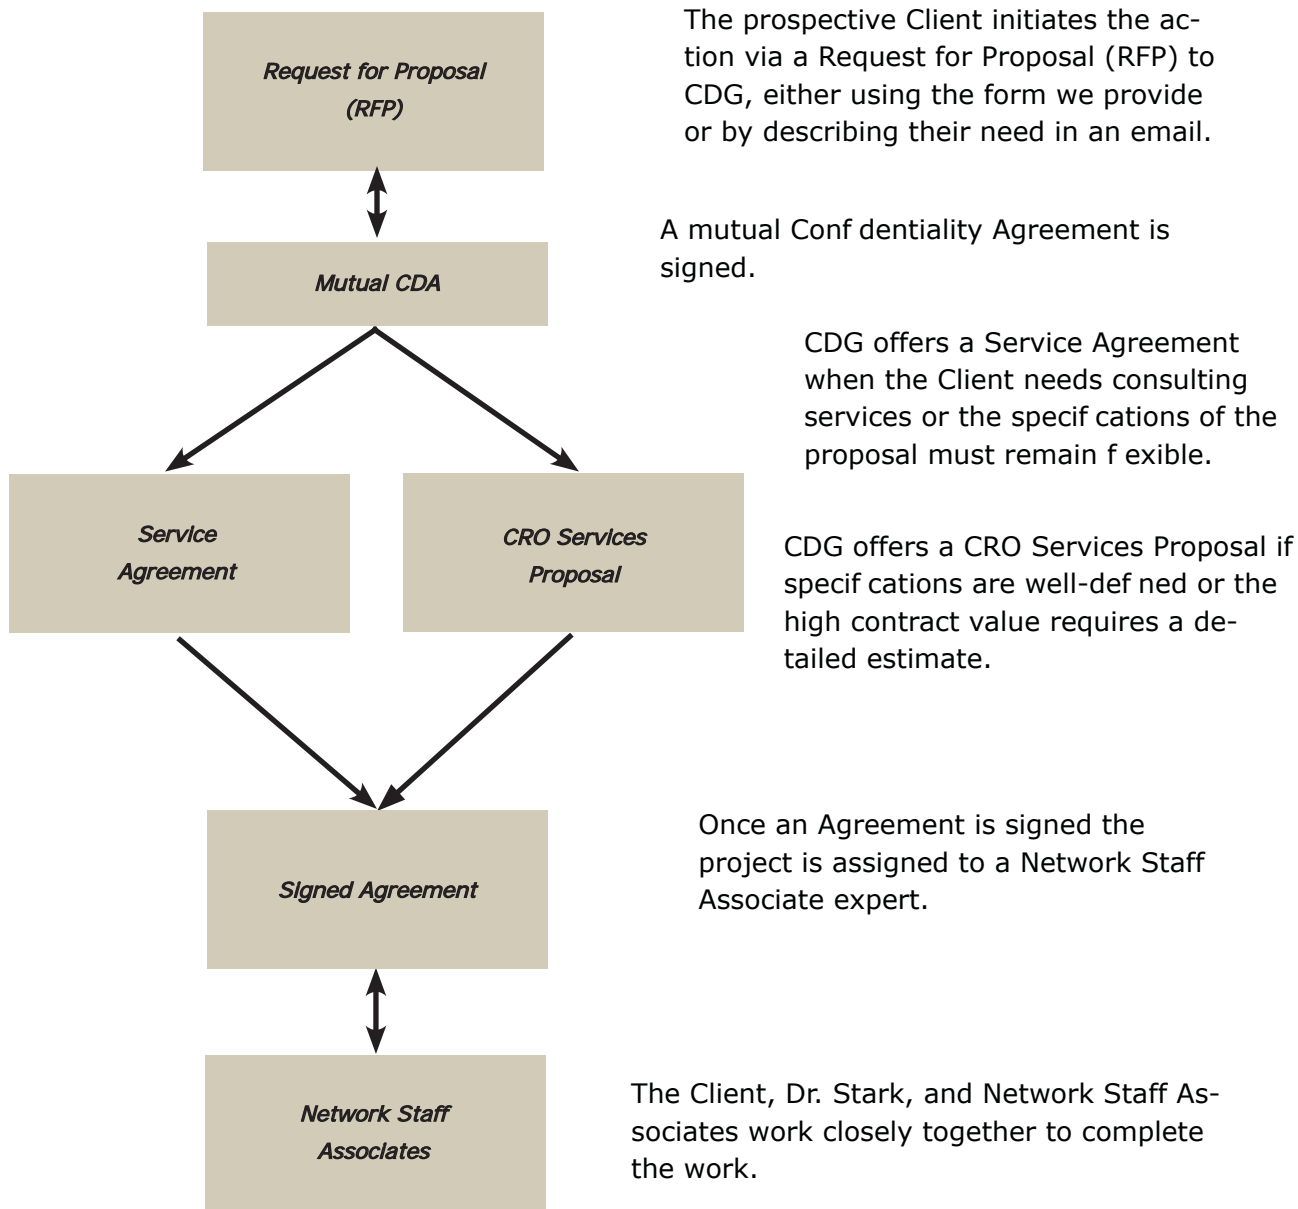 Request for Proposal
(RFP)
The prospective Client initiates the ac-
tion via a Request for Proposal (RFP) to
CDG, either using the form we provide
or by describing their need in an email.
Mutual CDA
A mutual Conf dentiality Agreement is
signed.
CDG offers a Service Agreement
when the Client needs consulting
services or the specif cations of the
proposal must remain f exible.
Service
Agreement
CRO Services
Proposal
CDG offers a CRO Services Proposal if
specif cations are well-def ned or the
high contract value requires a de-
tailed estimate.
Signed Agreement
Once an Agreement is signed the
project is assigned to a Network Staff
Associate expert.
Network Staff
Associates
The Client, Dr. Stark, and Network Staff As-
sociates work closely together to complete
the work.